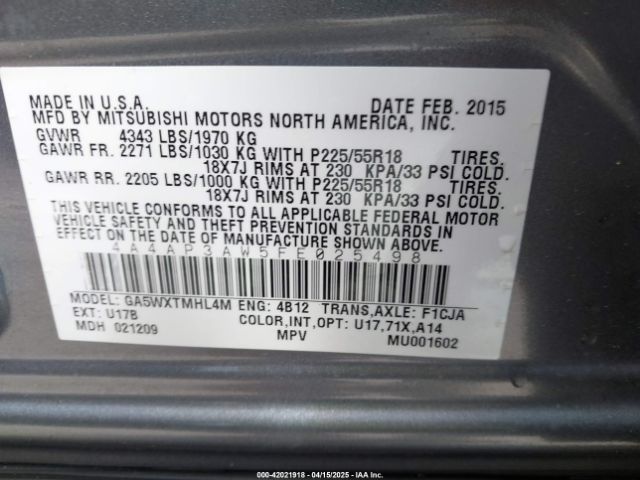 MADE IN U.S.A. DATE FEB. 2015
MFD BY MITSUBISHI MOTORS NORTH AMERICA, INC.
GVWR 4343 LBS/1970 KG
GAWR FR. 2271 LBS/1030 KG WITH P225/55R18 TIRES.
18X7J RIMS AT 230 KPA/33 PSI COLD.
GAWR RR. 2205 LBS/1000 KG WITH P225/55R18 TIRES.
18X7J RIMS AT 230 KPA/33 PSI COLD.
THIS VEHICLE CONFORMS TO ALL APPLICABLE FEDERAL MOTOR
VEHICLE SAFETY AND THEFT PREVENTION STANDARDS IN
EFFECT ON THE DATE OF MANUFACTURE SHOWN ABOVE.
4A4AP3AW5FE025498
MODEL: GA5WXTMHL4M ENG: 4B12 TRANS,AXLE: F1CJA
EXT: U17B COLOR,INT,OPT: U17,71X,A14
MDH 021209 MPV MU001602
000-42021918 - 04/15/2025 - IAA Inc.